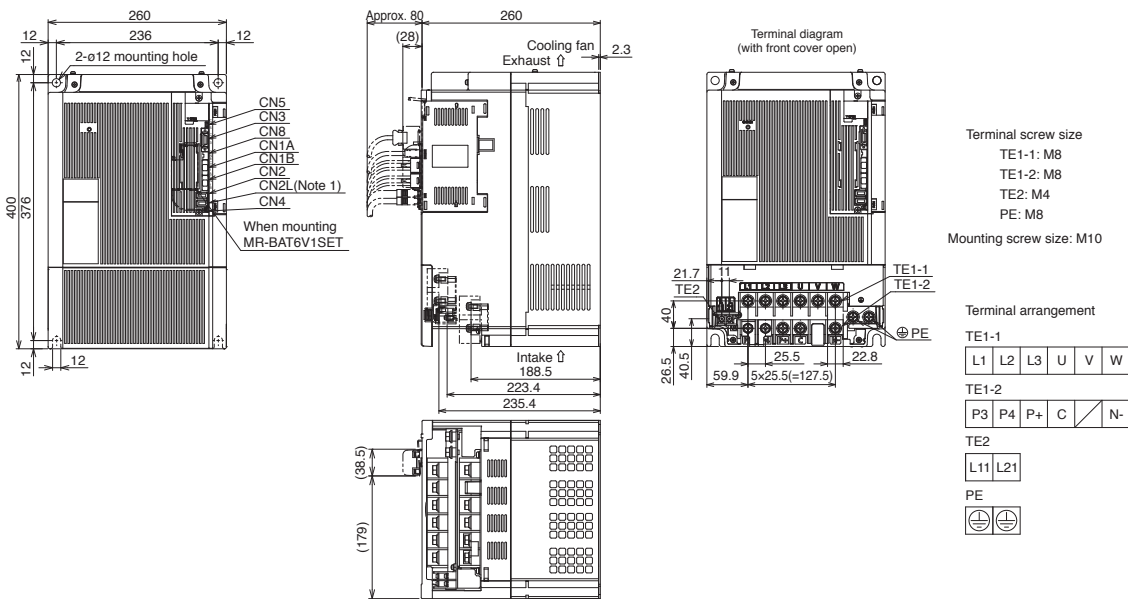 260
12
236
12
12
2-ø12 mounting hole
CN5
CN3
CN8
CN1A
CN1B
CN2
CN2L(Note 1)
CN4
When mounting
MR-BAT6V1SET
400
376
12
12
Approx. 80
260
(28)
Cooling fan
Exhaust ⇧
2.3
Intake ⇧
188.5
223.4
235.4
(38.5)
(179)
Terminal diagram
(with front cover open)
21.7
11
TE2
L1 L2 L3 U V W
TE1-1
TE1-2
PE
40
26.5
40.5
25.5
22.8
59.9
5×25.5(=127.5)
Terminal screw size
TE1-1: M8
TE1-2: M8
TE2: M4
PE: M8
Mounting screw size: M10
Terminal arrangement
TE1-1
L1 L2 L3 U V W
TE1-2
P3 P4 P+ C N-
TE2
L11 L21
PE